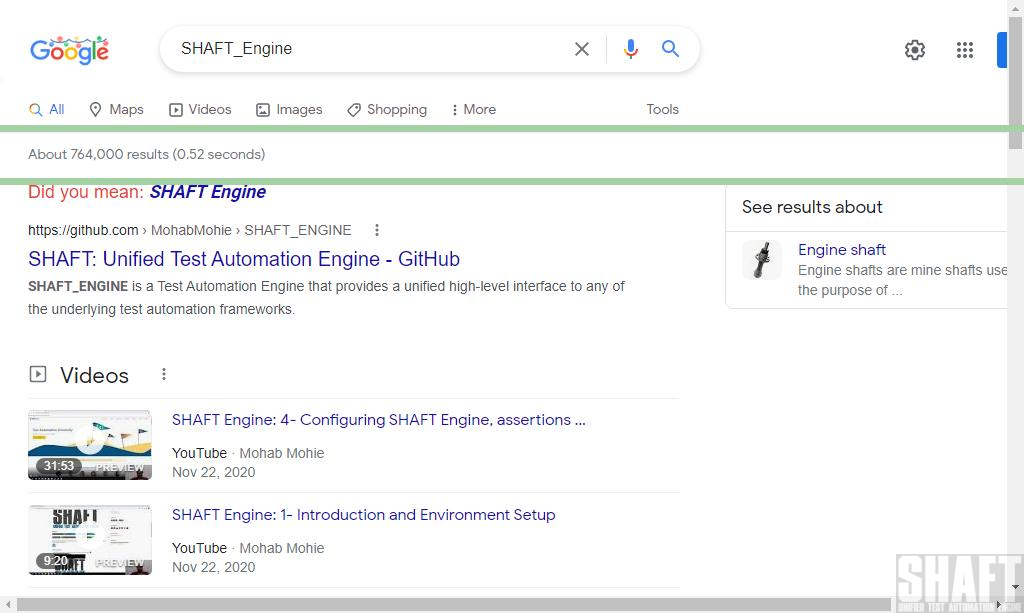 Google
SHAFT_Engine
All Maps Videos Images Shopping More Tools
About 764,000 results (0.52 seconds)
Did you mean: SHAFT Engine
https://github.com › MohabMohie › SHAFT_ENGINE
SHAFT: Unified Test Automation Engine - GitHub
SHAFT_ENGINE is a Test Automation Engine that provides a unified high-level interface to any of
the underlying test automation frameworks.
See results about
Engine shaft
Engine shafts are mine shafts use
the purpose of ...
Videos
SHAFT Engine: 4- Configuring SHAFT Engine, assertions ...
31:53 PREVIEW
YouTube · Mohab Mohie
Nov 22, 2020
SHAFT Engine: 1- Introduction and Environment Setup
SHAFT
9:20 PREVIEW
YouTube · Mohab Mohie
Nov 22, 2020
SHAFT
UNIFIED TEST AUTOMATION